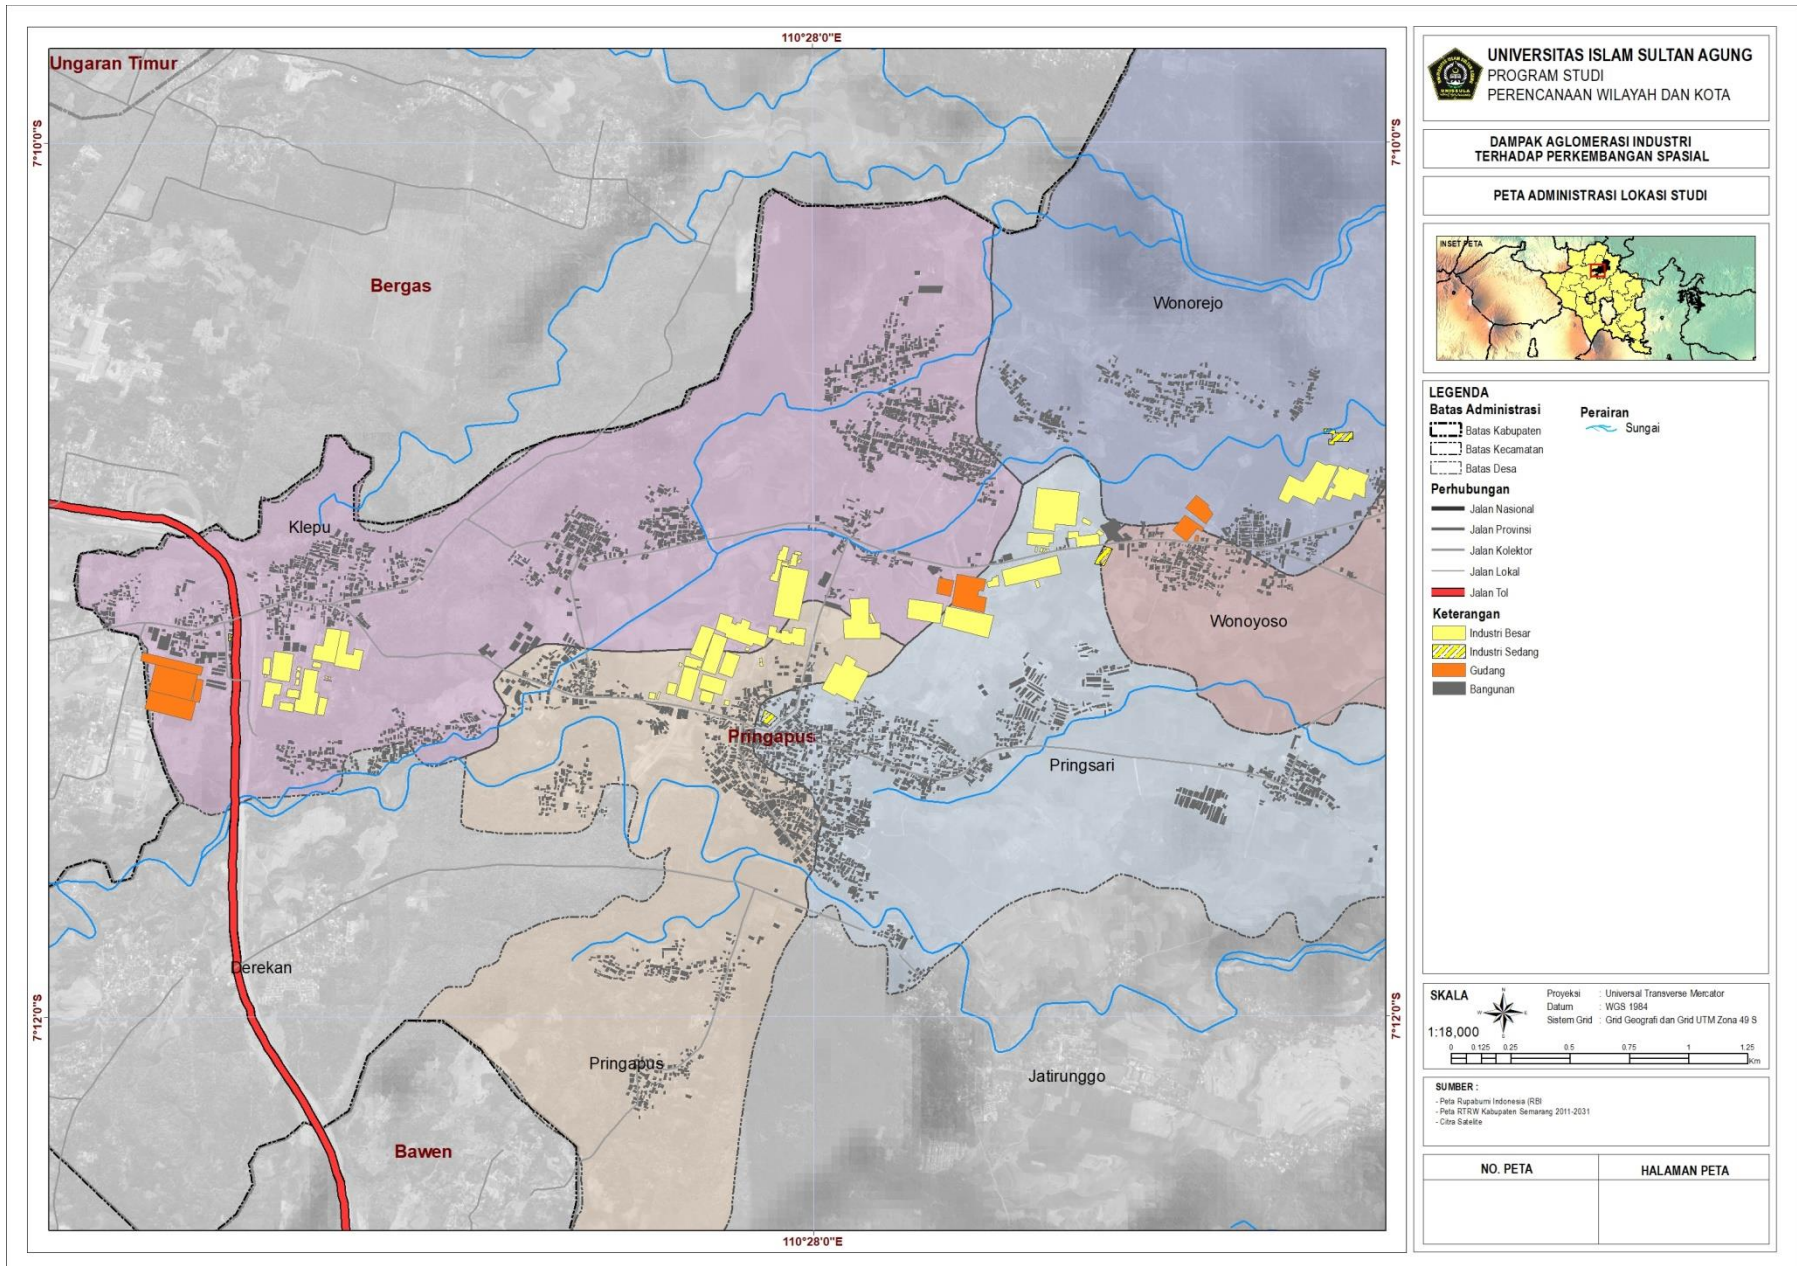 110°28'0"E
Ungaran Timur
7°10'0"S
7°10'0"S
Bergas
Wonorejo
Klepu
Wonoyoso
Pringapus
Pringsari
Derekan
7°12'0"S
7°12'0"S
Pringapus
Jatirunggo
Bawen
110°28'0"E
UNIVERSITAS ISLAM SULTAN AGUNG
PROGRAM STUDI
PERENCANAAN WILAYAH DAN KOTA
DAMPAK AGLOMERASI INDUSTRI
TERHADAP PERKEMBANGAN SPASIAL
PETA ADMINISTRASI LOKASI STUDI
INSET PETA
LEGENDA
Batas Administrasi
Batas Kabupaten
Batas Kecamatan
Batas Desa
Perhubungan
Jalan Nasional
Jalan Provinsi
Jalan Kolektor
Jalan Lokal
Jalan Tol
Keterangan
Industri Besar
Industri Sedang
Gudang
Bangunan
Perairan
Sungai
SKALA
1:18,000
N
W E
S
Proyeksi : Universal Transverse Mercator
Datum : WGS 1984
Sistem Grid : Grid Geografi dan Grid UTM Zona 49 S
0 0.125 0.25 0.5 0.75 1 1.25
Km
SUMBER :
- Peta Rupabumi Indonesia (RBI
- Peta RTRW Kabupaten Semarang 2011-2031
- Citra Satelite
NO. PETA
HALAMAN PETA